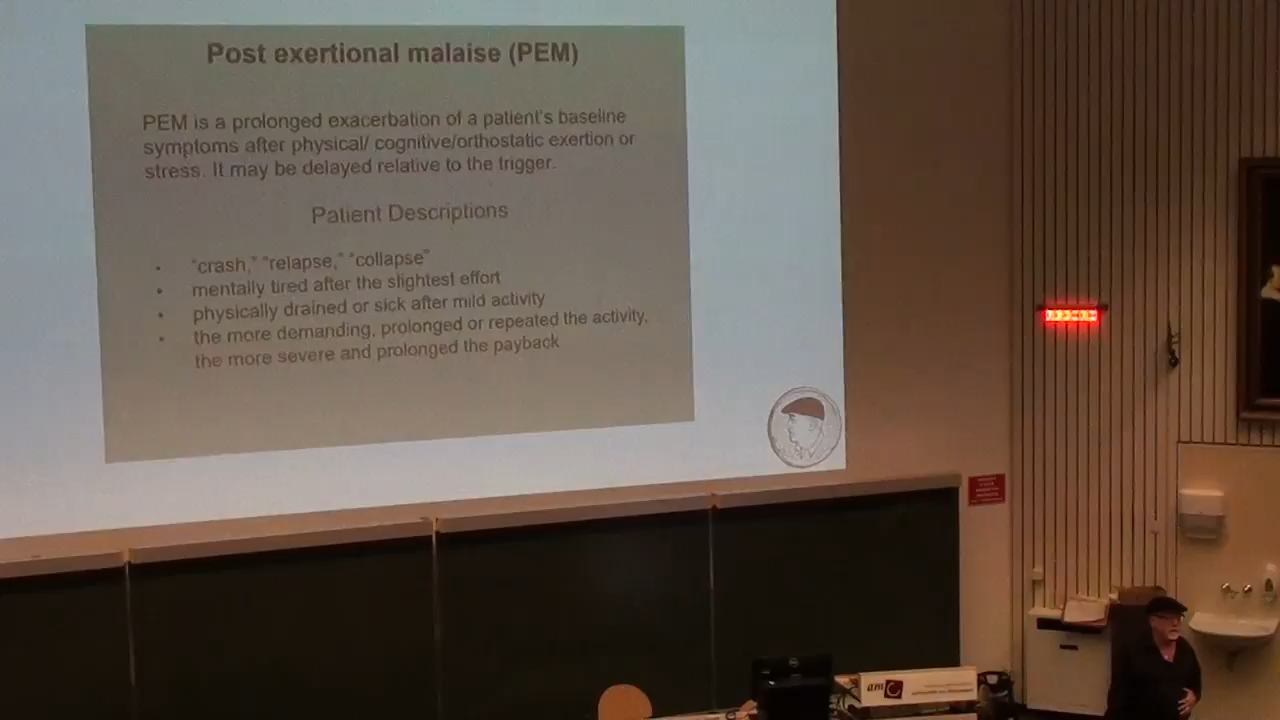 Post exertional malaise (PEM)
PEM is a prolonged exacerbation of a patient's baseline
symptoms after physical/ cognitive/orthostatic exertion or
stress. It may be delayed relative to the trigger.
Patient Descriptions
• "crash," "relapse," "collapse"
• mentally tired after the slightest effort
• physically drained or sick after mild activity
• the more demanding, prolonged or repeated the activity,
the more severe and prolonged the payback
amc